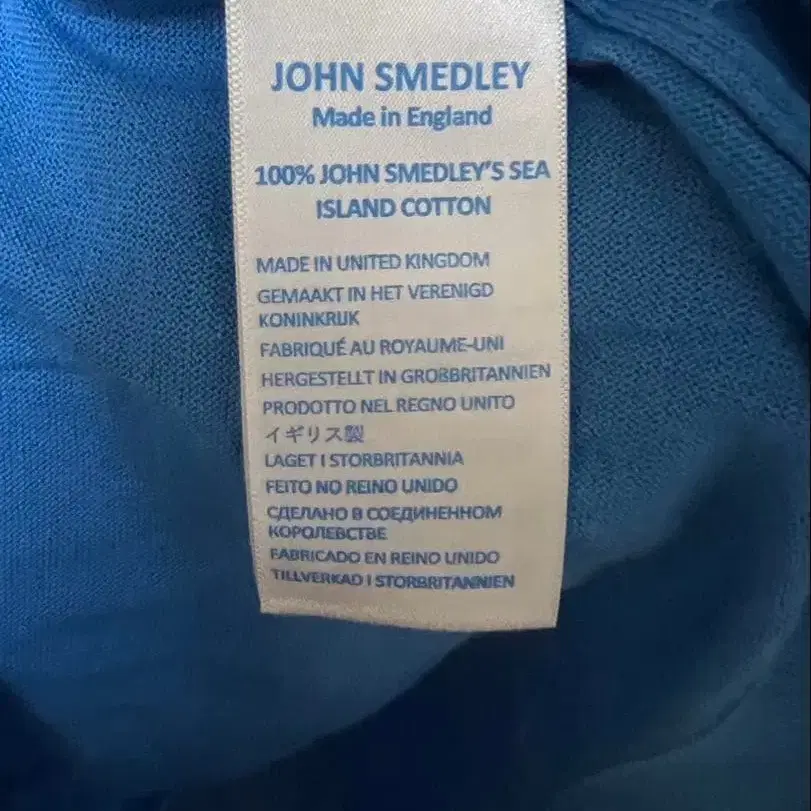 JOHN SMEDLEY
Made in England
100% JOHN SMEDLEY'S SEA
ISLAND COTTON
MADE IN UNITED KINGDOM
GEMAAKT IN HET VERENIGD
KONINKRIJK
FABRIQUÉ AU ROYAUME-UNI
HERGESTELLT IN GROßBRITANNIEN
PRODOTTO NEL REGNO UNITO
イギリス製
LAGET I STORBRITANNIA
FEITO NO REINO UNIDO
СДЕЛАНО В СОЕДИНЕННОМ
КОРОЛЕВСТВЕ
FABRICADO EN REINO UNIDO
TILLVERKAD I STORBRITANNIEN